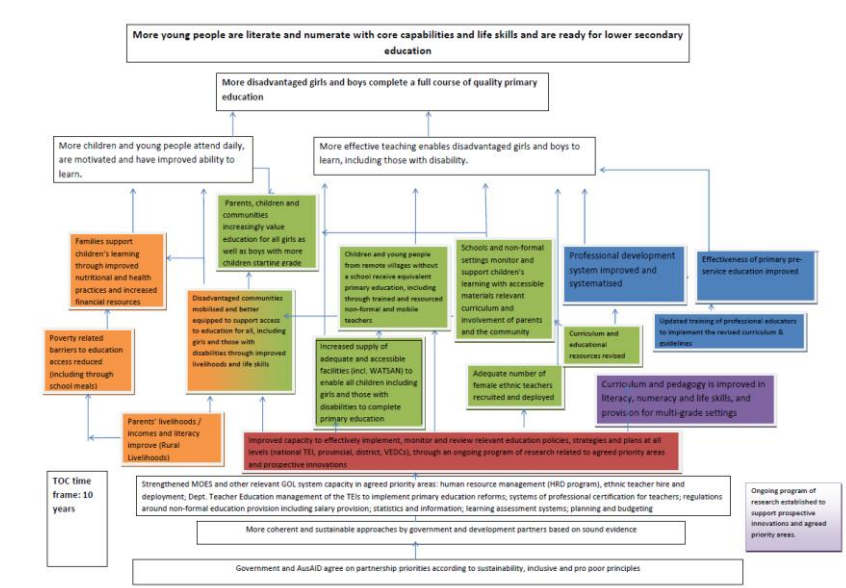 More young people are literate and numerate with core capabilities and life skills and are ready for lower secondary
education
More disadvantaged girls and boys complete a full course of quality primary
education
More children and young people attend daily,
are motivated and have improved ability to
learn.
More effective teaching enables disadvantaged girls and boys to
learn, including those with disability.
Parents, children and
communities
increasingly value
education for all girls as
well as boys with more
children starting grade
Families support
children's learning
through improved
nutritional and health
practices and increased
financial resources
Children and young people
from remote villages without
a school receive equivalent
primary education, including
through trained and resourced
non-formal and mobile
teachers
Schools and non-formal
settings monitor and
support children's
learning with accessible
materials relevant
curriculum and
involvement of parents
and the community
Professional development
system improved and
systematised
Effectiveness of primary pre-
service education improved
Disadvantaged communities
mobilised and better
equipped to support access
to education for all, including
girls and those with
disabilities through improved
livelihoods and life skills
Updated training of professional educators
to implement the revised curriculum &
guidelines
Poverty related
barriers to education
access reduced
(including through
school meals)
Increased supply of
adequate and accessible
facilities (incl. WATSAN) to
enable all children including
girls and those with
disabilities to complete
primary education
Curriculum and
educational
resources revised
Adequate number of
female ethnic teachers
recruited and deployed
Curriculum and pedagogy is improved in
literacy, numeracy and life skills, and
provision for multi-grade settings
Parents' livelihoods /
incomes and literacy
improve (Rural
Livelihoods)
Improved capacity to effectively implement, monitor and review relevant education policies, strategies and plans at all
levels (national TEI, provincial, district, VEDCs), through an ongoing program of research related to agreed priority areas
and prospective innovations
TOC time
frame: 10
years
Strengthened MOES and other relevant GOL system capacity in agreed priority areas: human resource management (HRD program), ethnic teacher hire and
deployment; Dept. Teacher Education management of the TEIs to implement primary education reforms; systems of professional certification for teachers; regulations
around non-formal education provision including salary provision; statistics and information; learning assessment systems; planning and budgeting
Ongoing program of
research established to
support prospective
innovations and agreed
priority areas.
More coherent and sustainable approaches by government and development partners based on sound evidence
Government and AusAID agree on partnership priorities according to sustainability, inclusive and pro poor principles